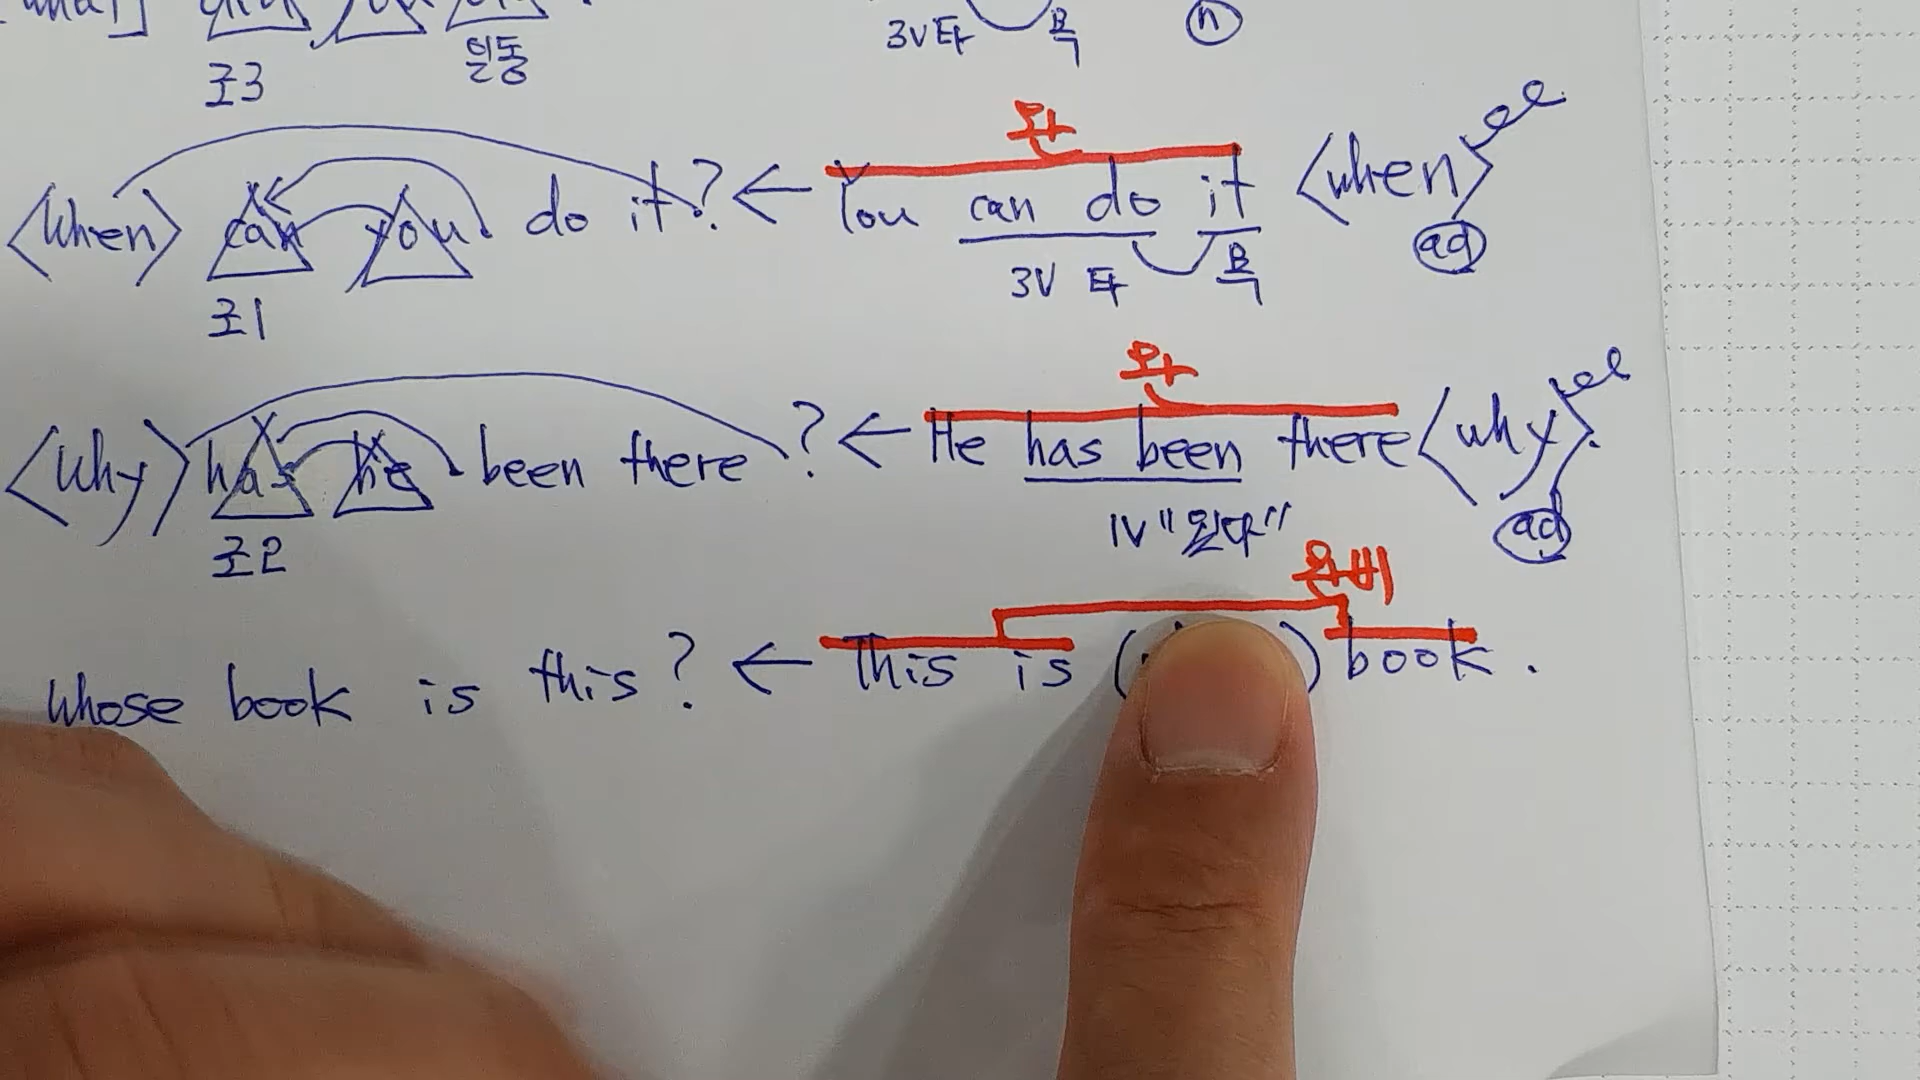 조3 일동 3V타 목 n
완
<When> can you do it? ← You can do it <when>
조1 3V 타 목 ad
완
<Why> has he been there? ← He has been there <why>.
조2 1V ad
완 비
Whose book is this? ← This is ( ) book.